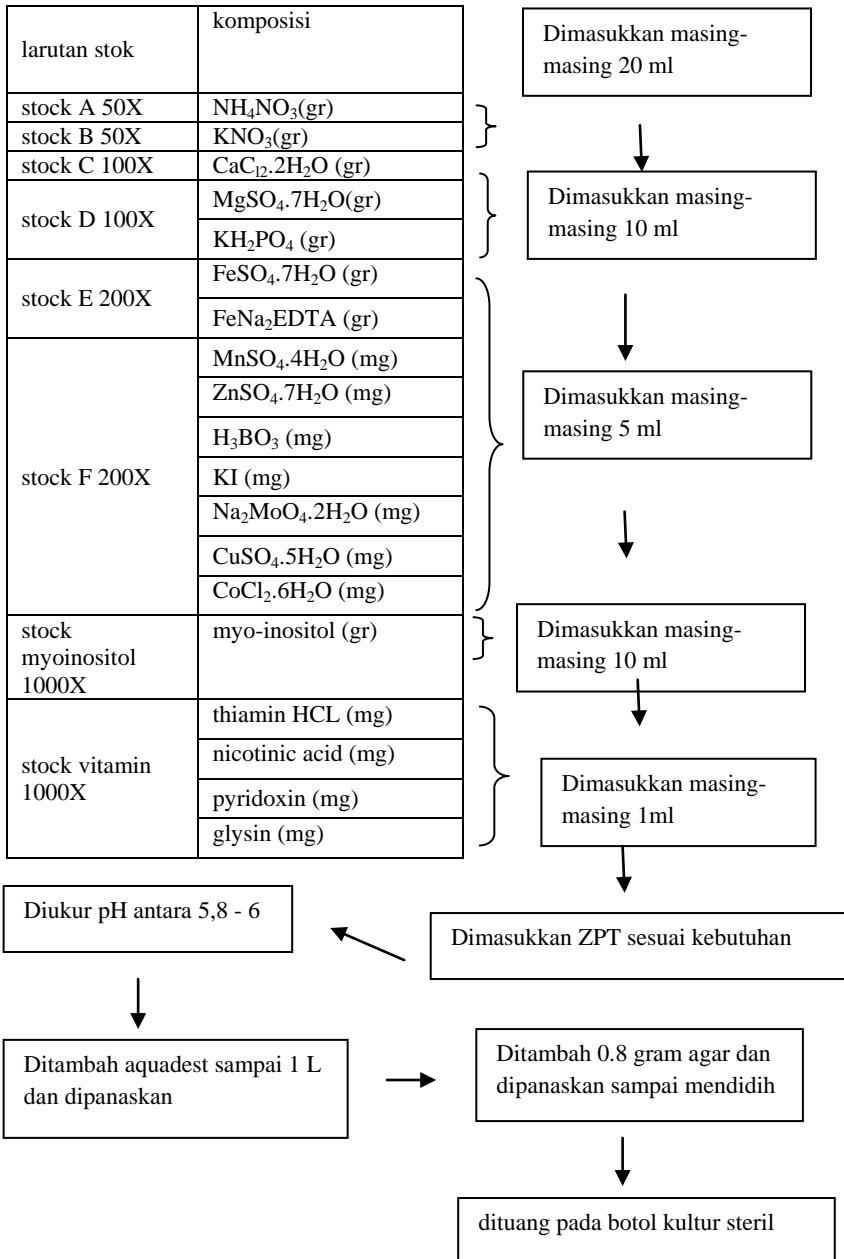 larutan stok
komposisi
stock A 50X
NH₄NO₃(gr)
stock B 50X
KNO₃(gr)
stock C 100X
CaC₁₂.2H₂O (gr)
stock D 100X
MgSO₄.7H₂O(gr)
KH₂PO₄ (gr)
stock E 200X
FeSO₄.7H₂O (gr)
FeNa₂EDTA (gr)
stock F 200X
MnSO₄.4H₂O (mg)
ZnSO₄.7H₂O (mg)
H₃BO₃ (mg)
KI (mg)
Na₂MoO₄.2H₂O (mg)
CuSO₄.5H₂O (mg)
CoCl₂.6H₂O (mg)
stock
myoinositol
1000X
myo-inositol (gr)
stock vitamin
1000X
thiamin HCL (mg)
nicotinic acid (mg)
pyridoxin (mg)
glysin (mg)
Dimasukkan masing-
masing 20 ml
Dimasukkan masing-
masing 10 ml
Dimasukkan masing-
masing 5 ml
Dimasukkan masing-
masing 10 ml
Dimasukkan masing-
masing 1ml
Dimasukkan ZPT sesuai kebutuhan
Diukur pH antara 5,8 - 6
Ditambah aquadest sampai 1 L
dan dipanaskan
Ditambah 0.8 gram agar dan
dipanaskan sampai mendidih
dituang pada botol kultur steril